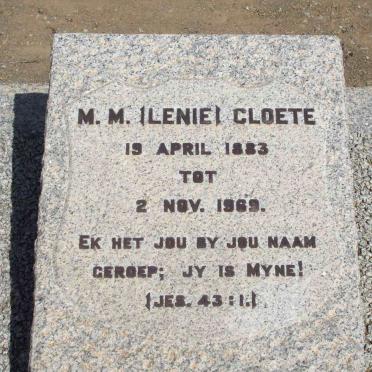 M. M. (LENIE) CLOETE
19 APRIL 1883
TOT
2 NOV. 1969.
EK HET JOU BY JOU NAAM
GEROEP; JY IS MYNE!
(JES. 43:1.)